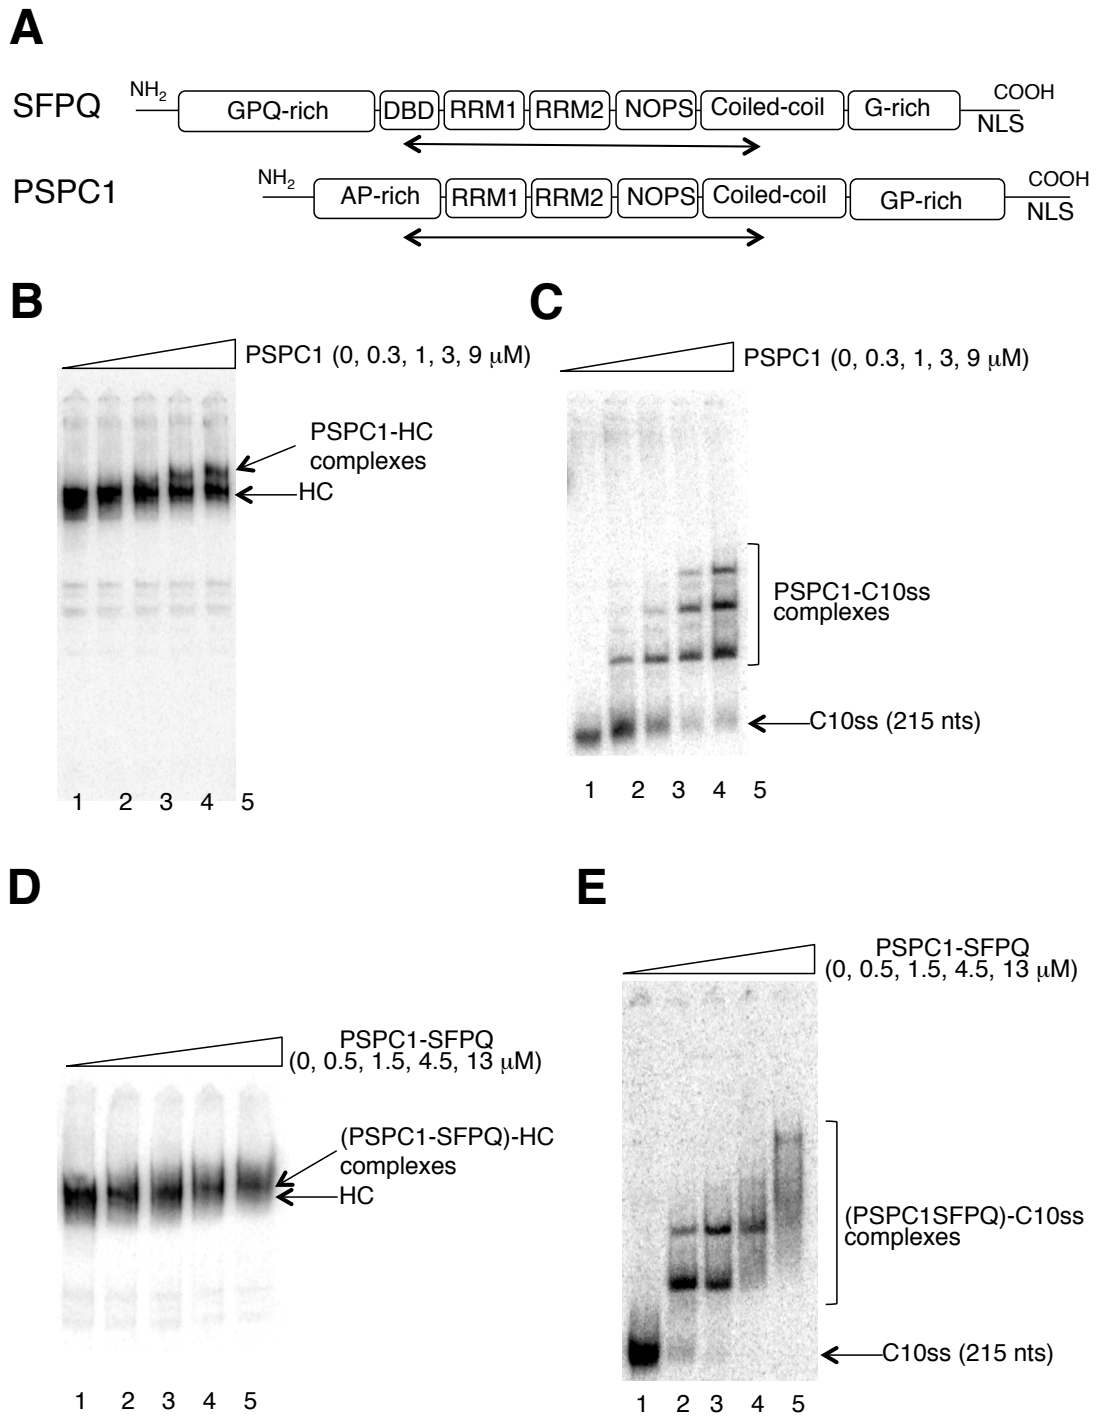 A
SFPQ
NH2
GPQ-rich
DBD
RRM1
RRM2
NOPS
Coiled-coil
G-rich
COOH
NLS
PSPC1
NH2
AP-rich
RRM1
RRM2
NOPS
Coiled-coil
GP-rich
COOH
NLS
B
PSPC1 (0, 0.3, 1, 3, 9 μM)
PSPC1-HC
complexes
HC
1 2 3 4 5
C
PSPC1 (0, 0.3, 1, 3, 9 μM)
PSPC1-C10ss
complexes
C10ss (215 nts)
1 2 3 4 5
D
PSPC1-SFPQ
(0, 0.5, 1.5, 4.5, 13 μM)
(PSPC1-SFPQ)-HC
complexes
HC
1 2 3 4 5
E
PSPC1-SFPQ
(0, 0.5, 1.5, 4.5, 13 μM)
(PSPC1SFPQ)-C10ss
complexes
C10ss (215 nts)
1 2 3 4 5